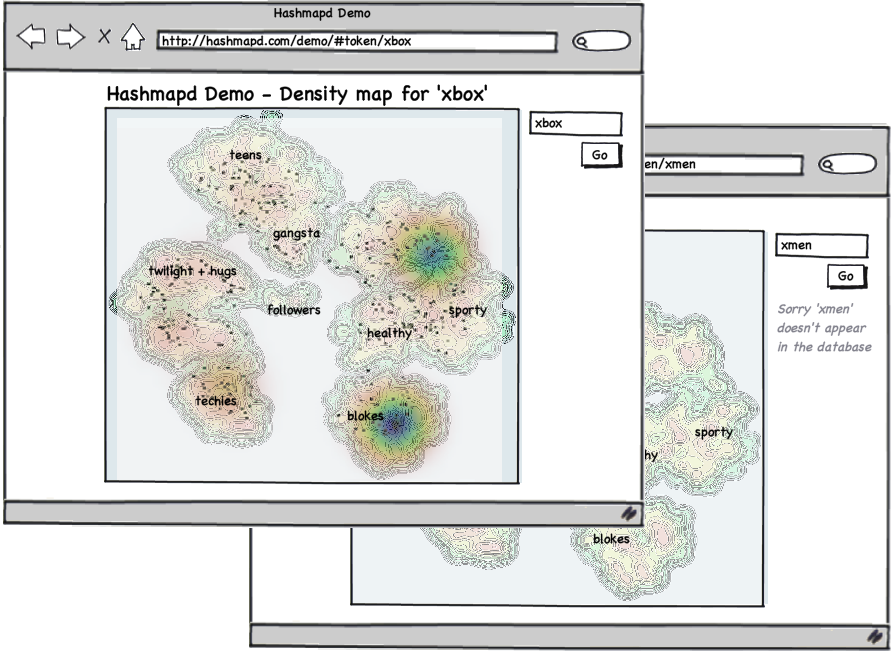 Hashmapd Demo
http://hashmapd.com/demo/#token/xbox
Hashmapd Demo – Density map for 'xbox'
xbox
Go
teens
gangsta
twilight + hugs
followers
sporty
healthy
techies
blokes
en/xmen
xmen
Go
Sorry 'xmen'
doesn't appear
in the database
sporty
hy
blokes